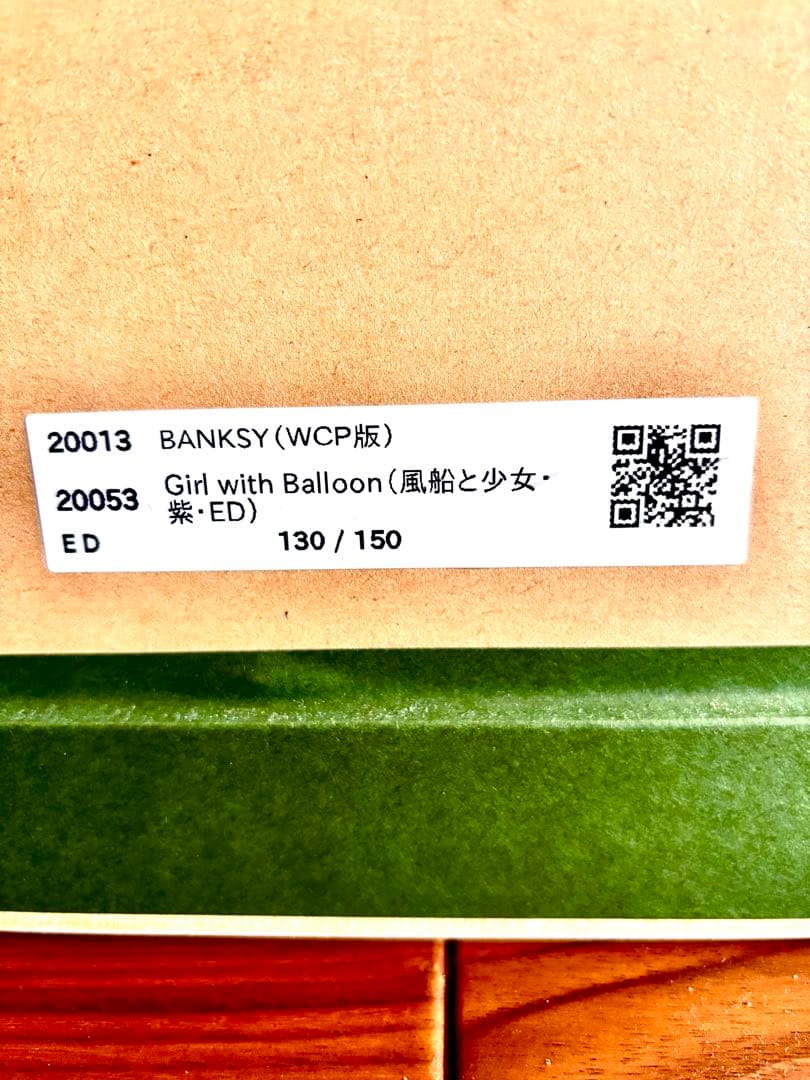 20013 BANKSY（WCP版）
20053 Girl with Balloon（風船と少女・
紫・ED）
ED 130 / 150